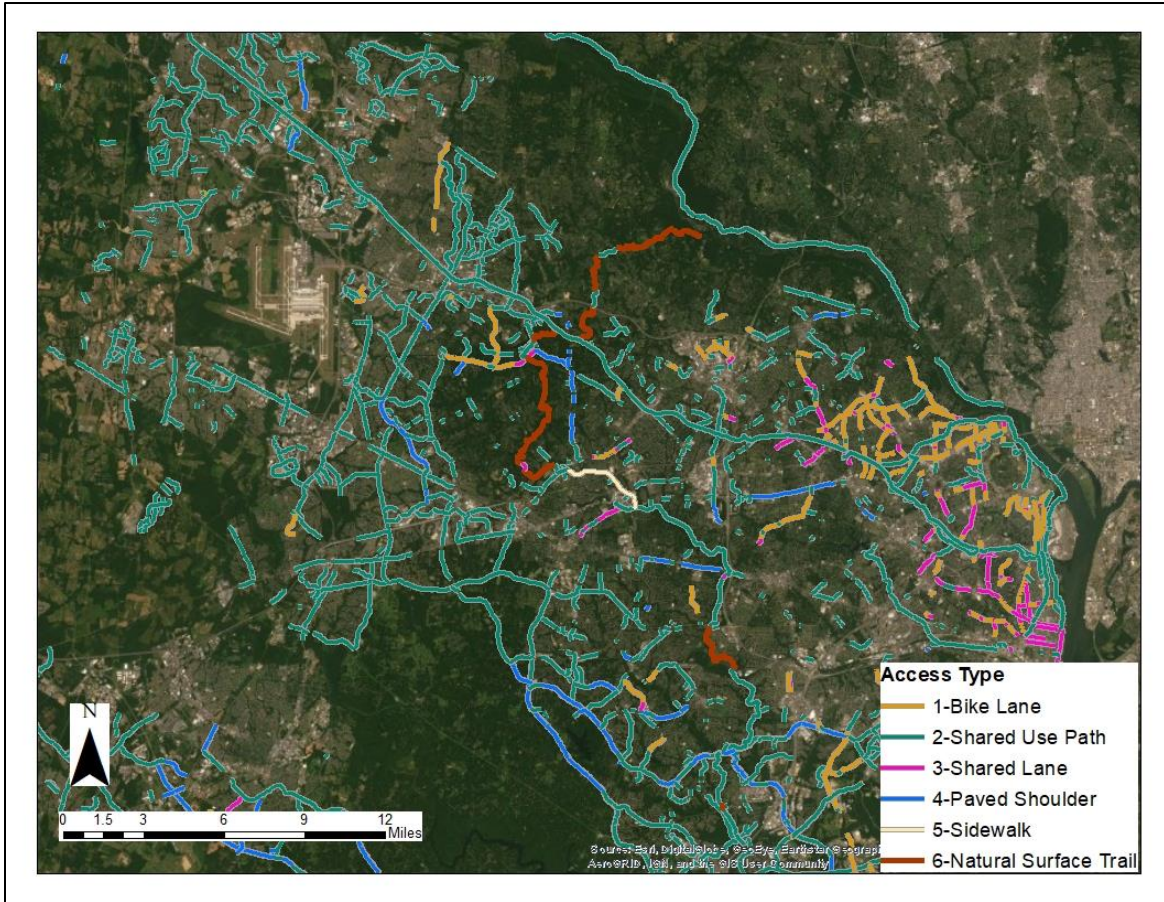 Access Type
1-Bike Lane
2-Shared Use Path
3-Shared Lane
4-Paved Shoulder
5-Sidewalk
6-Natural Surface Trail
N
0 1.5 3 6 9 12
Miles
Source: Esri, DigitalGlobe, GeoEye, Earthstar Geographi
AeroGRID, IGN, and the GIS User Community